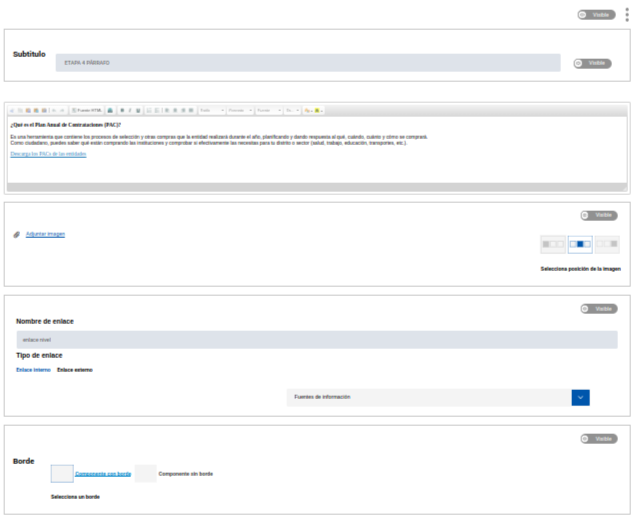 Visible
Subtítulo
ETAPA 4 PÁRRAFO
Visible
Fuente HTML
¿Qué es el Plan Anual de Contrataciones (PAC)?
Es una herramienta que contiene los procesos de selección y otras compras que la entidad realizará durante el año, planificando y dando respuesta al qué, cuándo, cuánto y cómo se comprará.
Como ciudadano, puedes saber qué están comprando las instituciones y comprobar si efectivamente las necesitas para tu distrito o sector (salud, trabajo, educación, transportes, etc.).
Descarga los PACs de las entidades
Visible
Adjuntar imagen
Selecciona posición de la imagen
Visible
Nombre de enlace
enlace nivel
Tipo de enlace
Enlace interno Enlace externo
Fuentes de información
Visible
Borde
Componente con borde Componente sin borde
Selecciona un borde